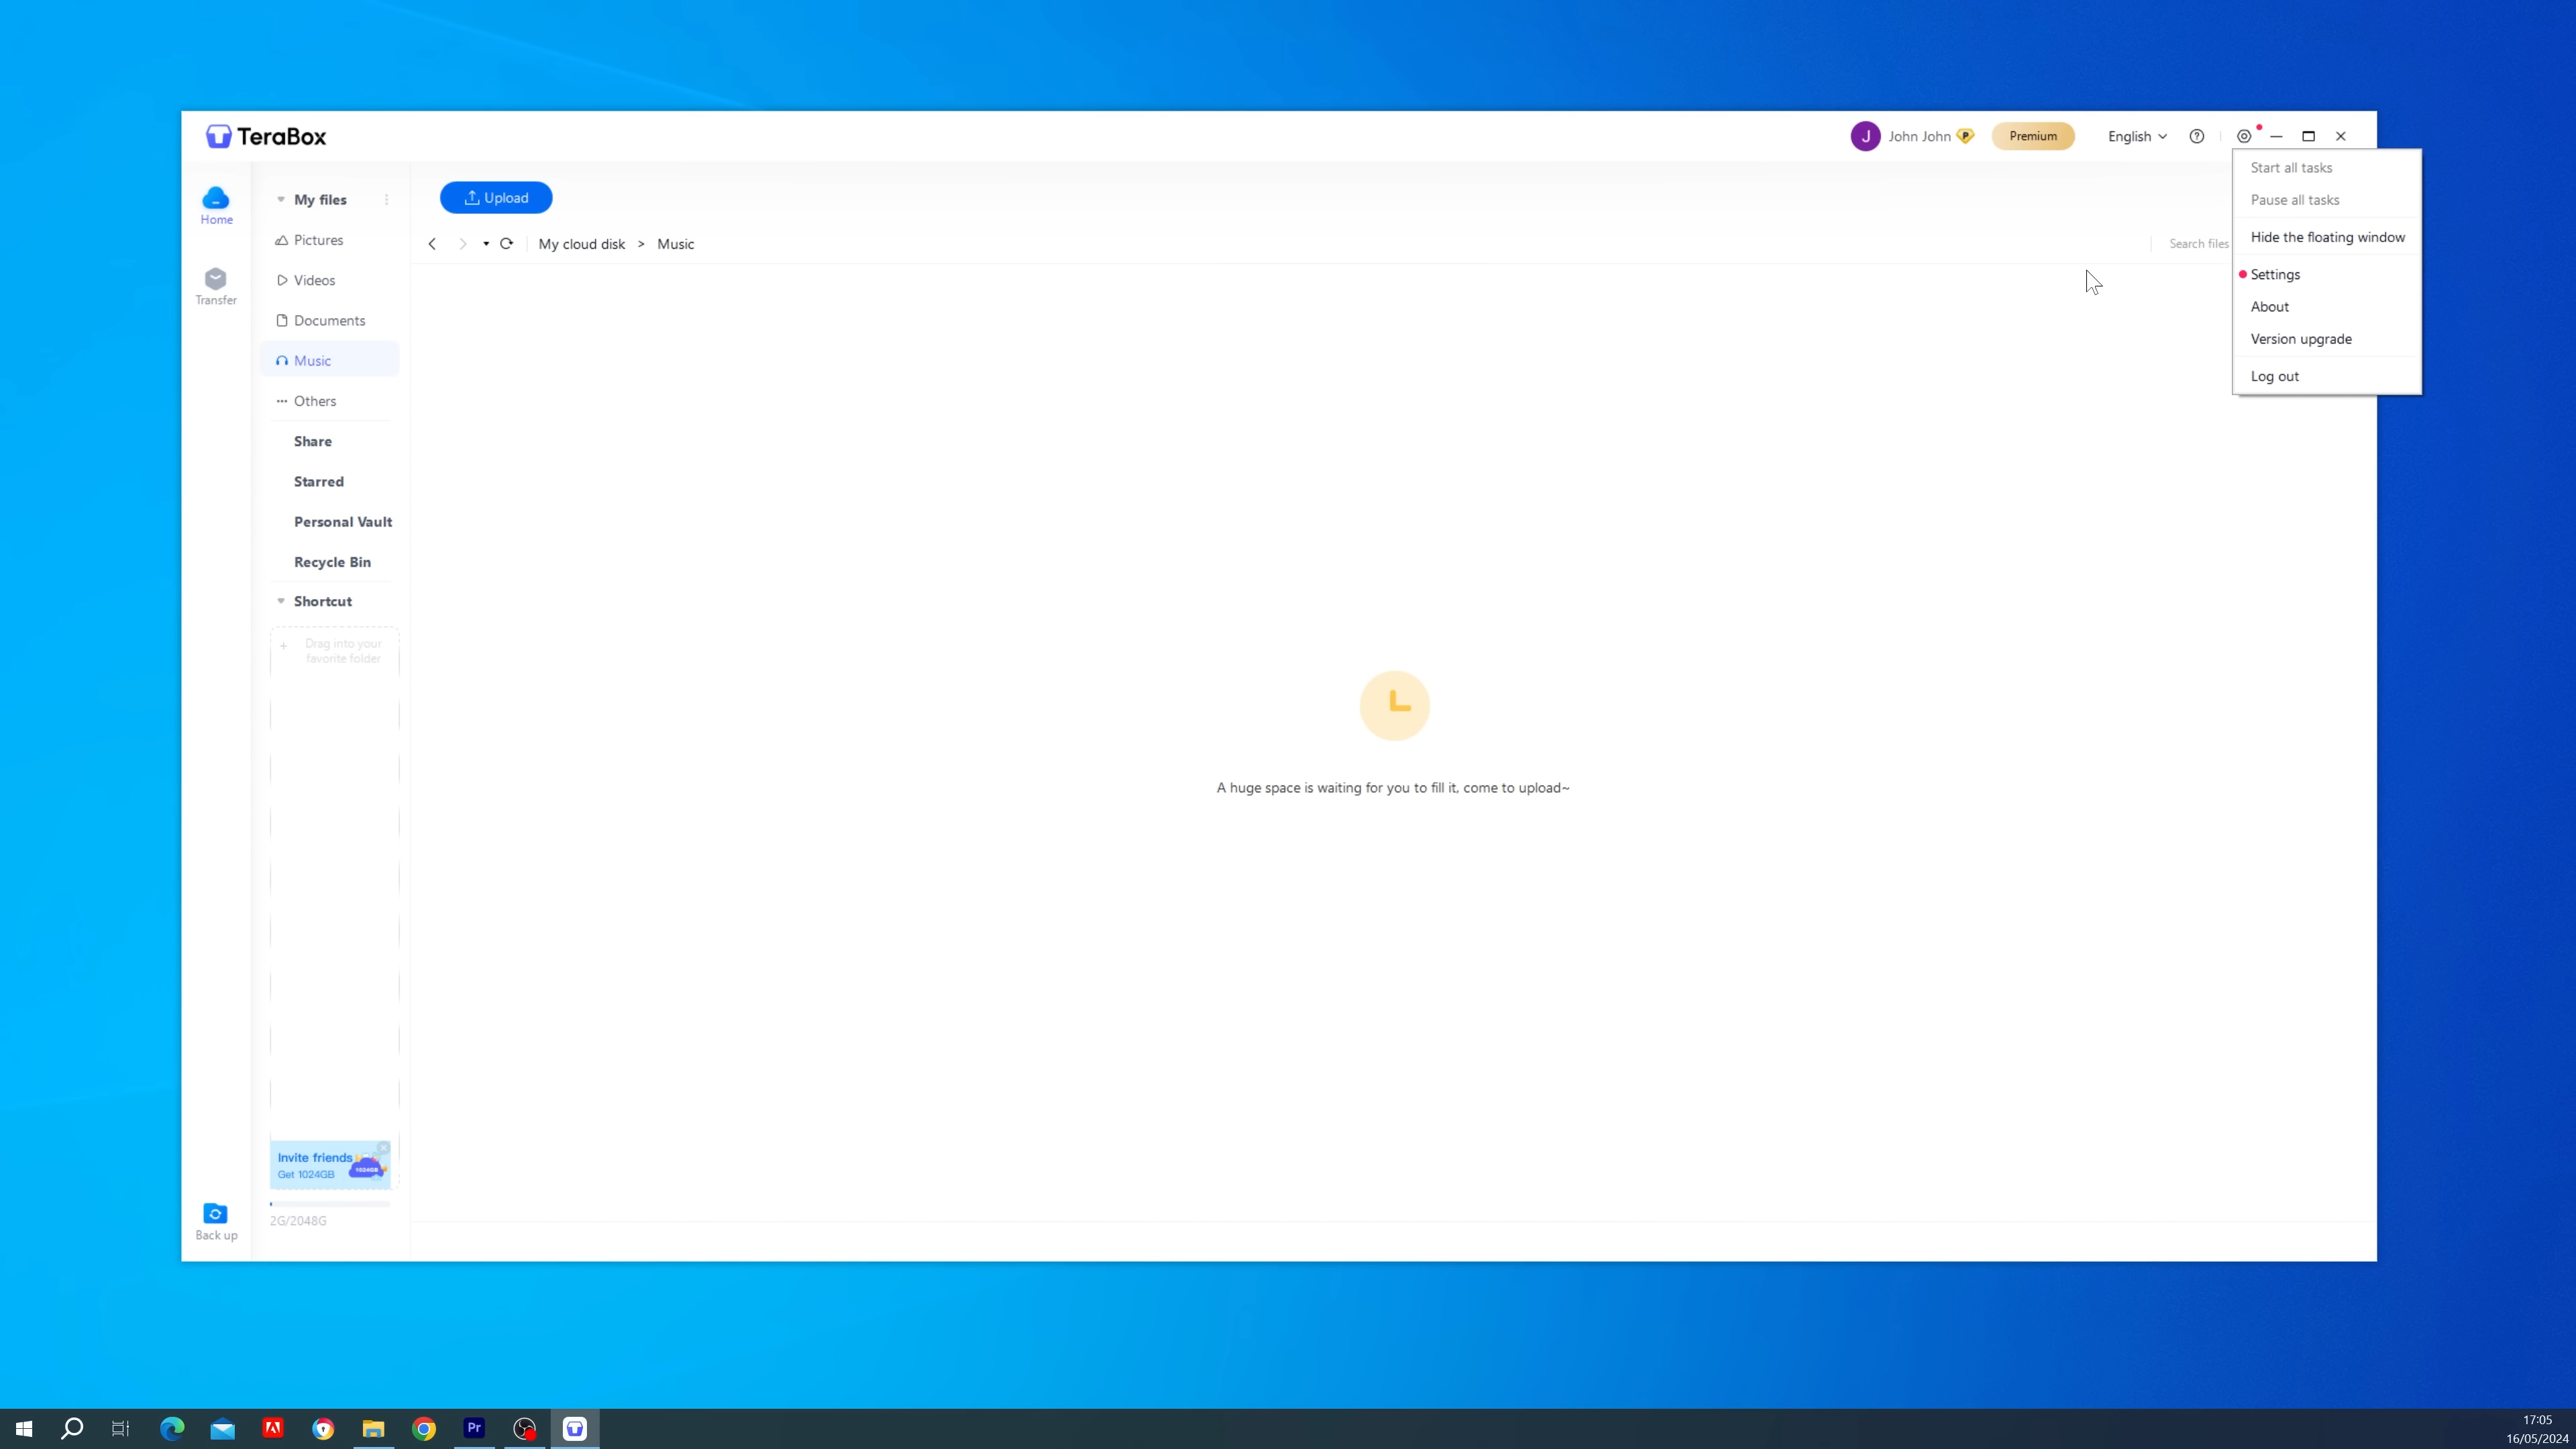 TeraBox
J John John P Premium English
Home
Transfer
Back up
My files
Pictures
Videos
Documents
Music
Others
Share
Starred
Personal Vault
Recycle Bin
Shortcut
+ Drag into your
favorite folder
Invite friends
Get 1024GB
1024GB
2G/2048G
Upload
My cloud disk > Music
Search files
Start all tasks
Pause all tasks
Hide the floating window
Settings
About
Version upgrade
Log out
A huge space is waiting for you to fill it, come to upload~
Pr
17:05
16/05/2024